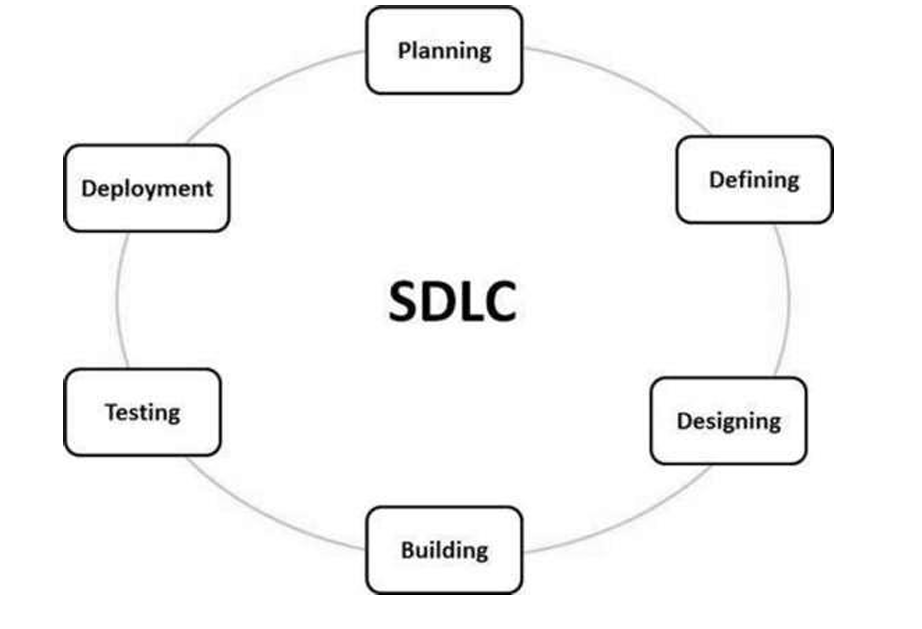 Planning
Defining
Designing
Building
Testing
Deployment
SDLC